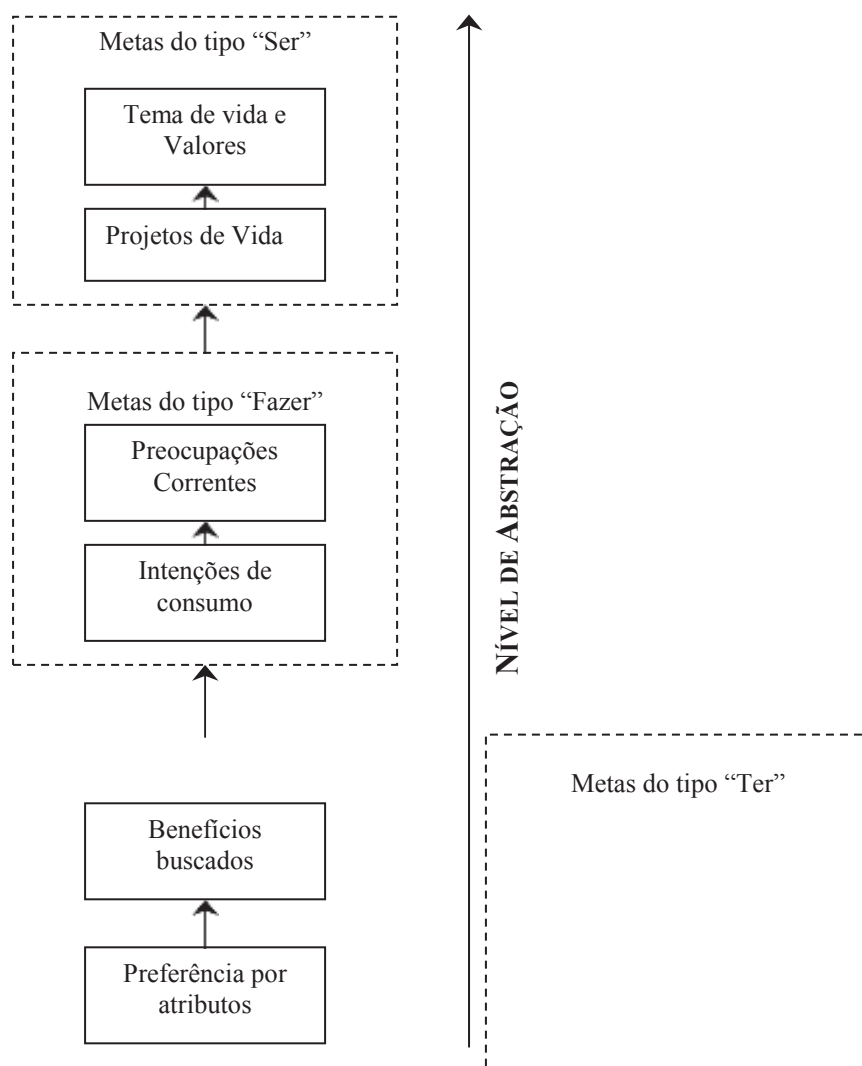 Metas do tipo “Ser”
Tema de vida e
Valores
Projetos de Vida
Metas do tipo “Fazer”
Preocupações
Correntes
Intenções de
consumo
NÍVEL DE ABSTRAÇÃO
Metas do tipo “Ter”
Benefícios
buscados
Preferência por
atributos